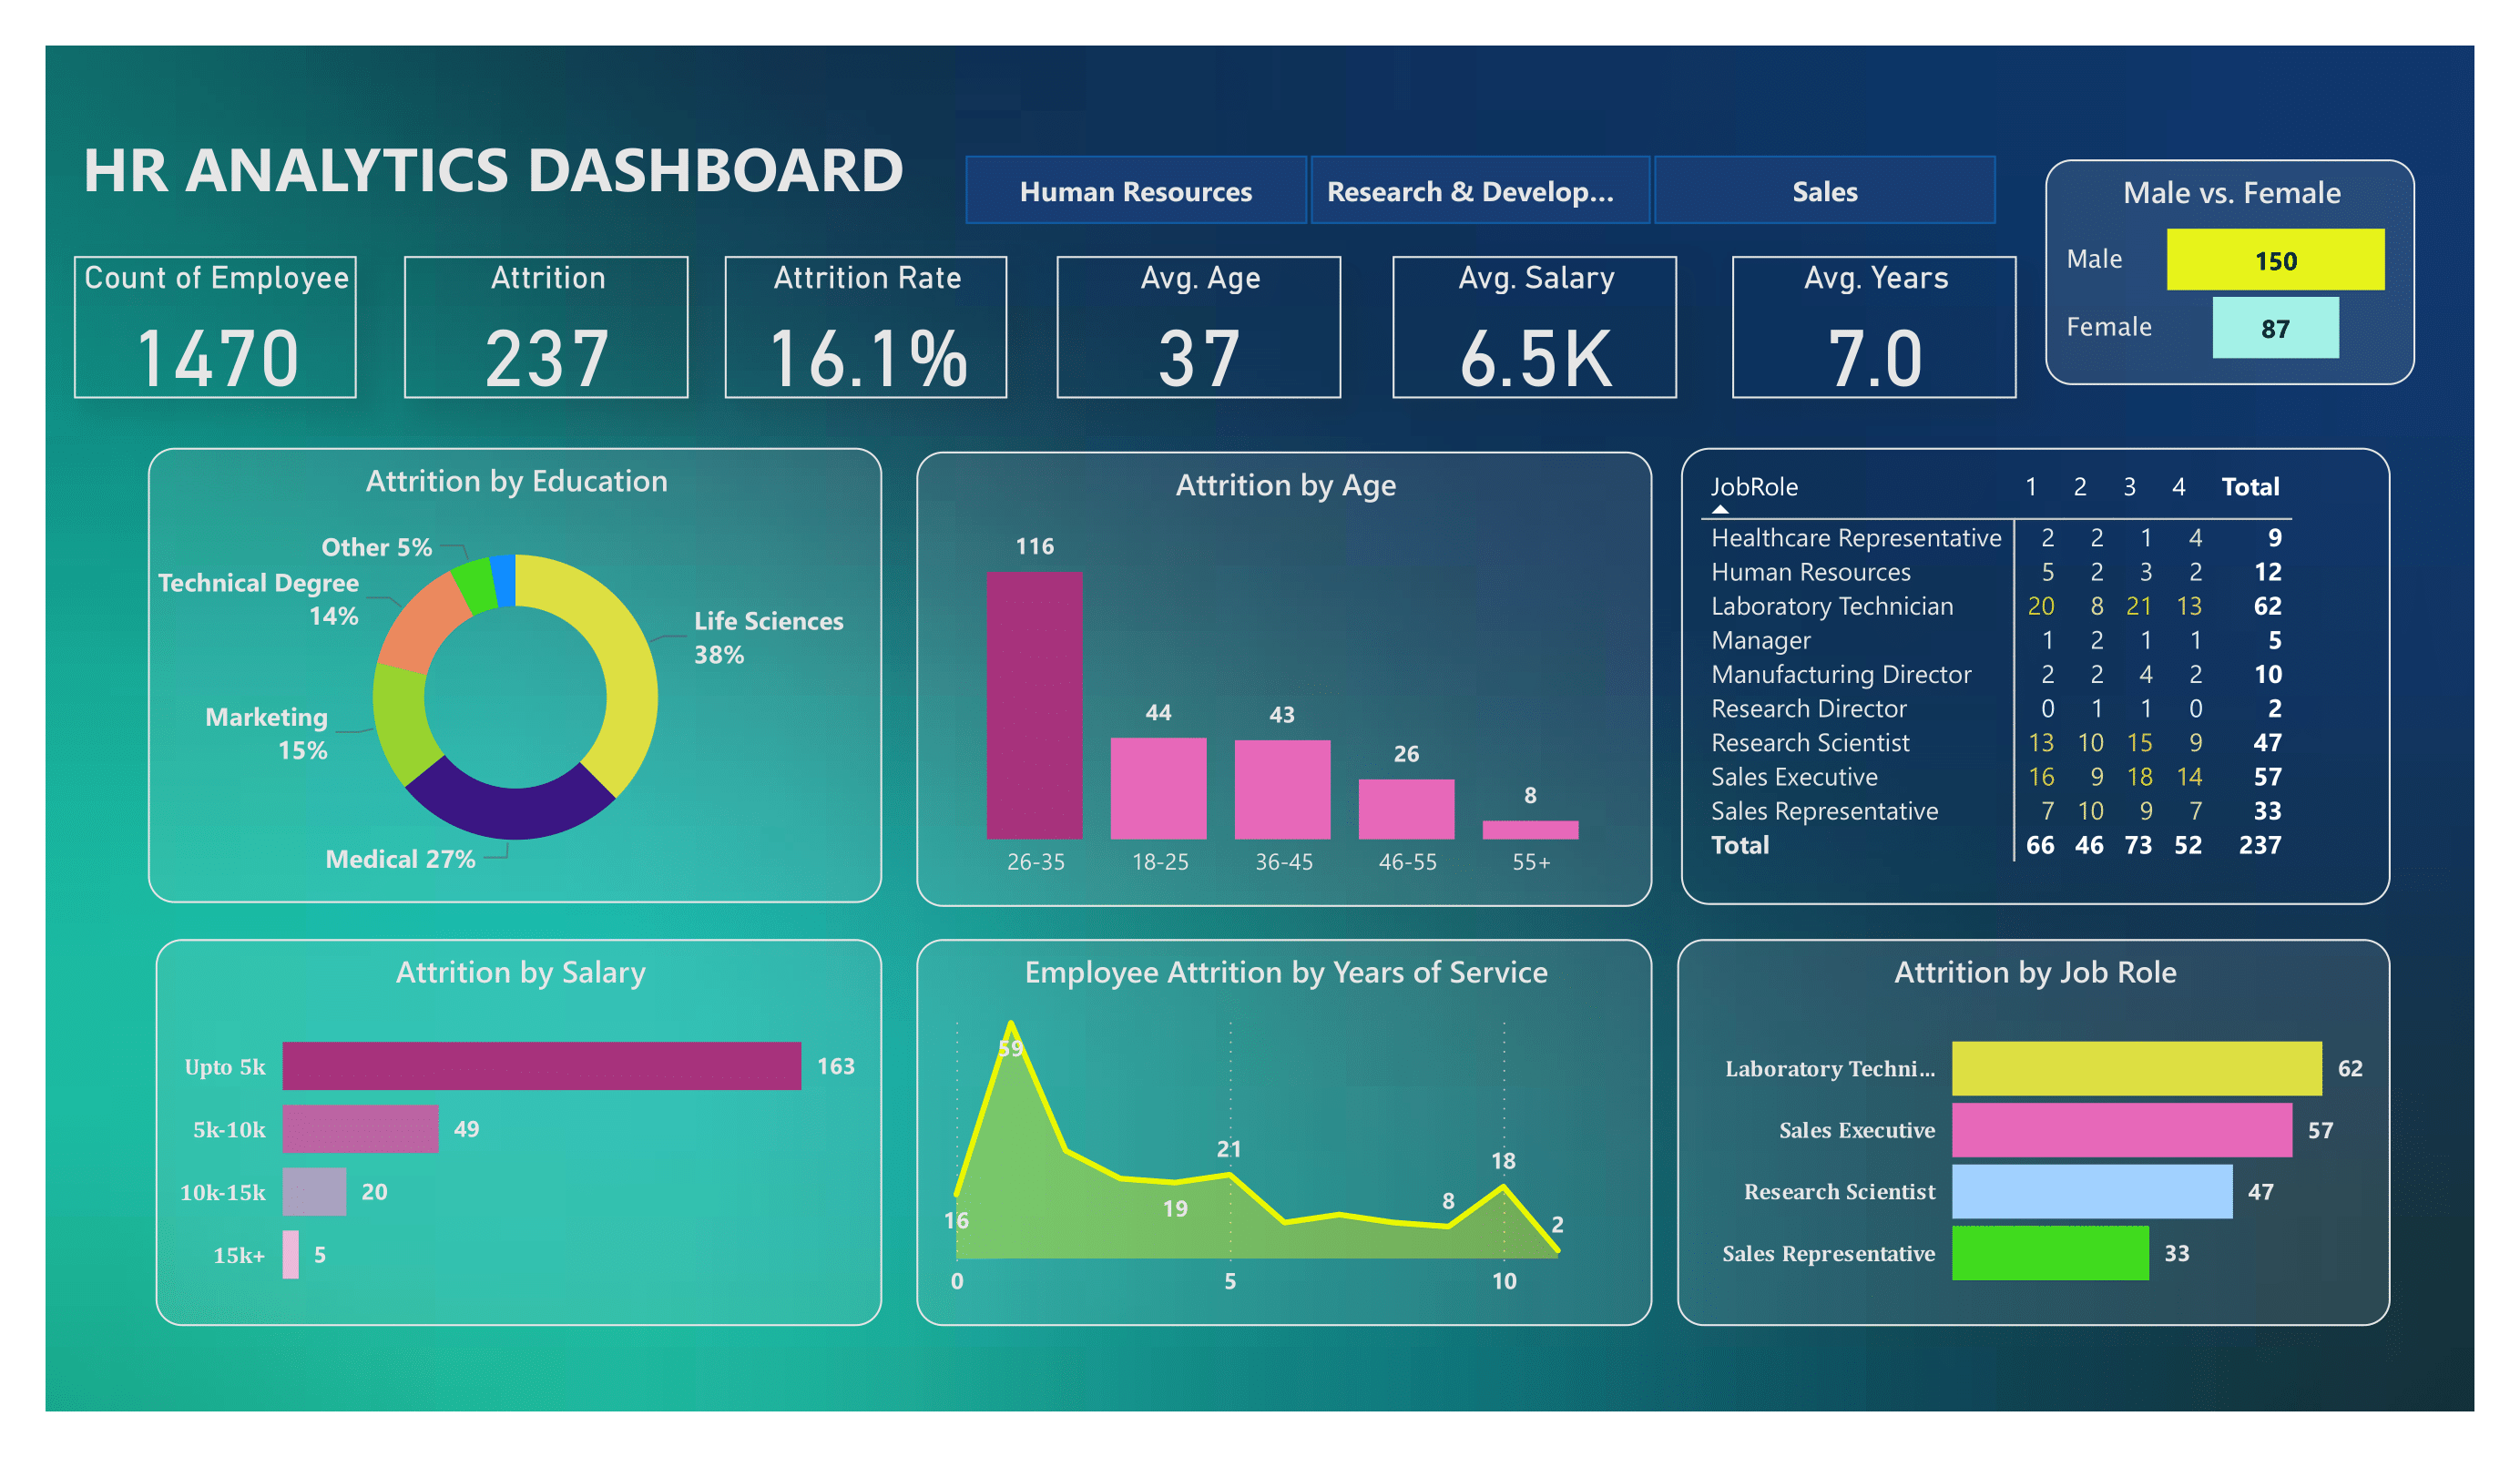 HR ANALYTICS DASHBOARD
Human Resources
Research & Develop...
Sales
Male vs. Female
Male 150
Female 87
Count of Employee
1470
Attrition
237
Attrition Rate
16.1%
Avg. Age
37
Avg. Salary
6.5K
Avg. Years
7.0
Attrition by Education
Other 5%
Technical Degree
14%
Life Sciences
38%
Marketing
15%
Medical 27%
Attrition by Age
116
44
43
26
8
26-35 18-25 36-45 46-55 55+
JobRole 1 2 3 4 Total
Healthcare Representative 2 2 1 4 9
Human Resources 5 2 3 2 12
Laboratory Technician 20 8 21 13 62
Manager 1 2 1 1 5
Manufacturing Director 2 2 4 2 10
Research Director 0 1 1 0 2
Research Scientist 13 10 15 9 47
Sales Executive 16 9 18 14 57
Sales Representative 7 10 9 7 33
Total 66 46 73 52 237
Attrition by Salary
Upto 5k 163
5k-10k 49
10k-15k 20
15k+ 5
Employee Attrition by Years of Service
59
21
18
16
19
8
2
0 5 10
Attrition by Job Role
Laboratory Techni... 62
Sales Executive 57
Research Scientist 47
Sales Representative 33